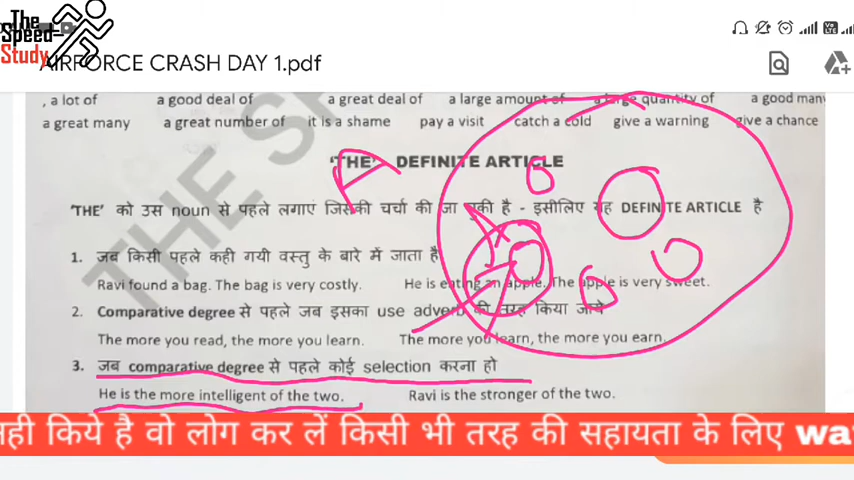 The
Speed
Study
AIRFORCE CRASH DAY 1.pdf
, a lot of a good deal of a great deal of a large amount of a large quantity of a good man
a great many a great number of it is a shame pay a visit catch a cold give a warning give a chance
'THE' DEFINITE ARTICLE
'THE' को उस noun से पहले लगाएं जिसकी चर्चा की जा चुकी है - इसीलिए यह DEFINITE ARTICLE है
1. जब किसी पहले कही गयी वस्तु के बारे में जाता है
Ravi found a bag. The bag is very costly. He is eating an apple. The apple is very sweet.
2. Comparative degree से पहले जब इसका use adverb की तरह किया जाये
The more you read, the more you learn. The more you learn, the more you earn.
3. जब comparative degree से पहले कोई selection करना हो
He is the more intelligent of the two. Ravi is the stronger of the two.
नही किये है वो लोग कर लें किसी भी तरह की सहायता के लिए wa